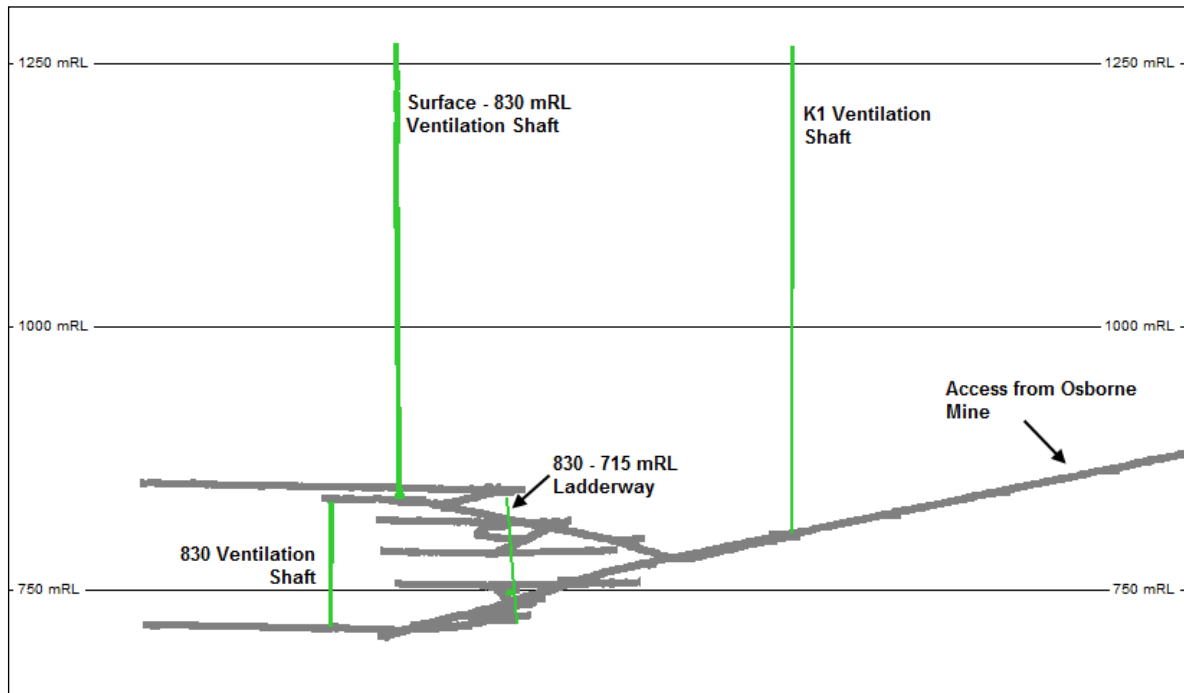 1250 mRL
1250 mRL
Surface - 830 mRL
Ventilation Shaft
K1 Ventilation
Shaft
1000 mRL
1000 mRL
Access from Osborne
Mine
830 - 715 mRL
Ladderway
830 Ventilation
Shaft
750 mRL
750 mRL